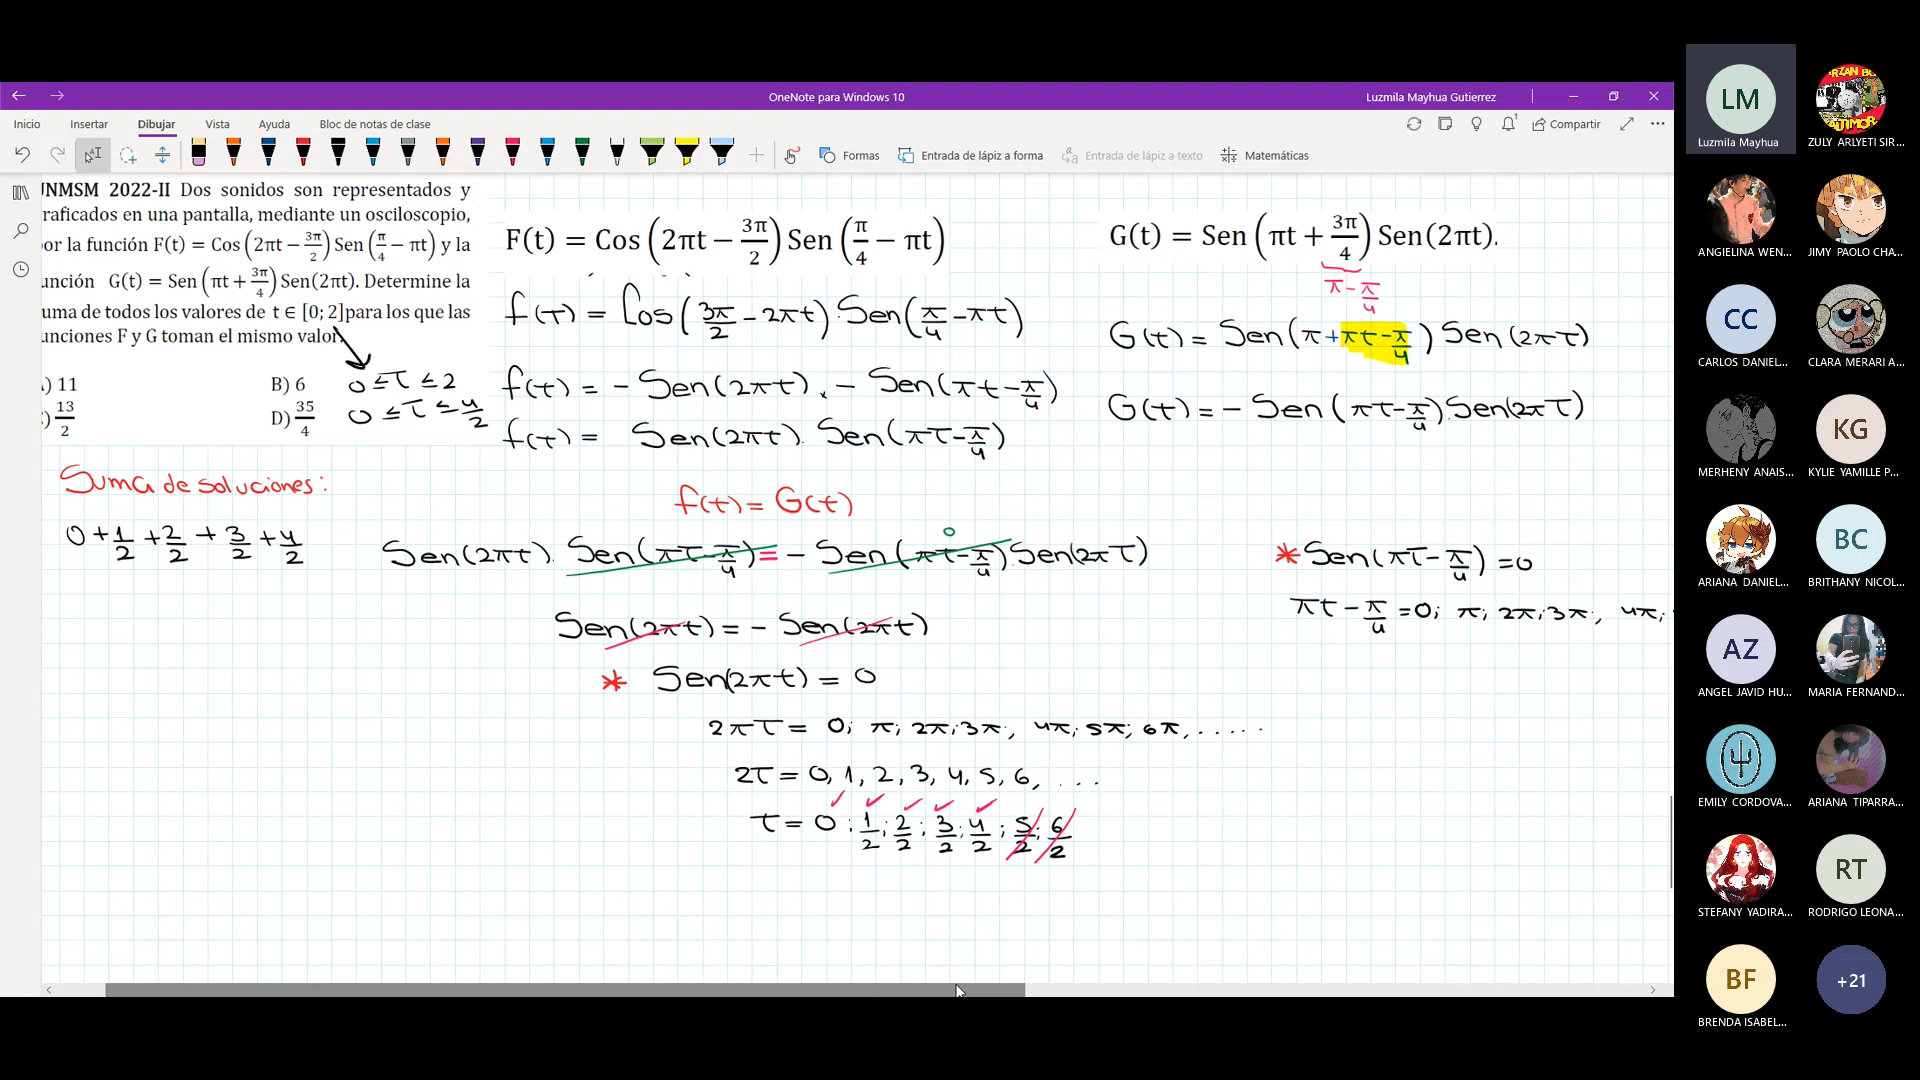 OneNote para Windows 10
Luzmila Mayhua Gutierrez
Inicio Insertar Dibujar Vista Ayuda Bloc de notas de clase
Compartir
Formas Entrada de lápiz a forma Entrada de lápiz a texto Matemáticas
UNMSM 2022-II Dos sonidos son representados y
raficados en una pantalla, mediante un osciloscopio,
or la función F(t) = Cos (2πt − 3π/2) Sen (π/4 − πt) y la
unción G(t) = Sen (πt + 3π/4) Sen(2πt). Determine la
uma de todos los valores de t ∈ [0; 2] para los que las
unciones F y G toman el mismo valor.
) 11 B) 6
) 13/2 D) 35/4
0 ≤ t ≤ 2
0 ≤ t ≤ 4/2
Suma de soluciones:
0 + 1/2 + 2/2 + 3/2 + 4/2
F(t) = Cos (2πt − 3π/2) Sen (π/4 − πt)
f(t) = Cos(3π/2 - 2πt) . Sen(π/4 - πt)
f(t) = - Sen(2πt) . - Sen(πt - π/4)
f(t) = Sen(2πt) . Sen(πt - π/4)
G(t) = Sen (πt + 3π/4) Sen(2πt).
π - π/4
G(t) = Sen(π + πt - π/4) Sen(2πt)
G(t) = - Sen(πt - π/4) . Sen(2πt)
f(t) = G(t)
0
Sen(2πt) . Sen(πt - π/4) = - Sen(πt - π/4) . Sen(2πt)
Sen(2πt) = - Sen(2πt)
* Sen(2πt) = 0
2πt = 0; π; 2π; 3π, 4π; 5π; 6π, ......
2t = 0, 1, 2, 3, 4, 5, 6, ...
t = 0; 1/2; 2/2; 3/2; 4/2; 5/2; 6/2
* Sen(πt - π/4) = 0
πt - π/4 = 0; π; 2π; 3π, 4π;
LM
Luzmila Mayhua
ZULY ARLYETI SIR...
ANGIELINA WEN...
JIMY PAOLO CHA...
CC
CARLOS DANIEL...
CLARA MERARI A...
MERHENY ANAIS...
KG
KYLIE YAMILLE P...
ARIANA DANIEL...
BC
BRITHANY NICOL...
AZ
ANGEL JAVID HU...
MARIA FERNAND...
EMILY CORDOVA...
ARIANA TIPARRA...
STEFANY YADIRA...
RT
RODRIGO LEONA...
BF
BRENDA ISABEL...
+21